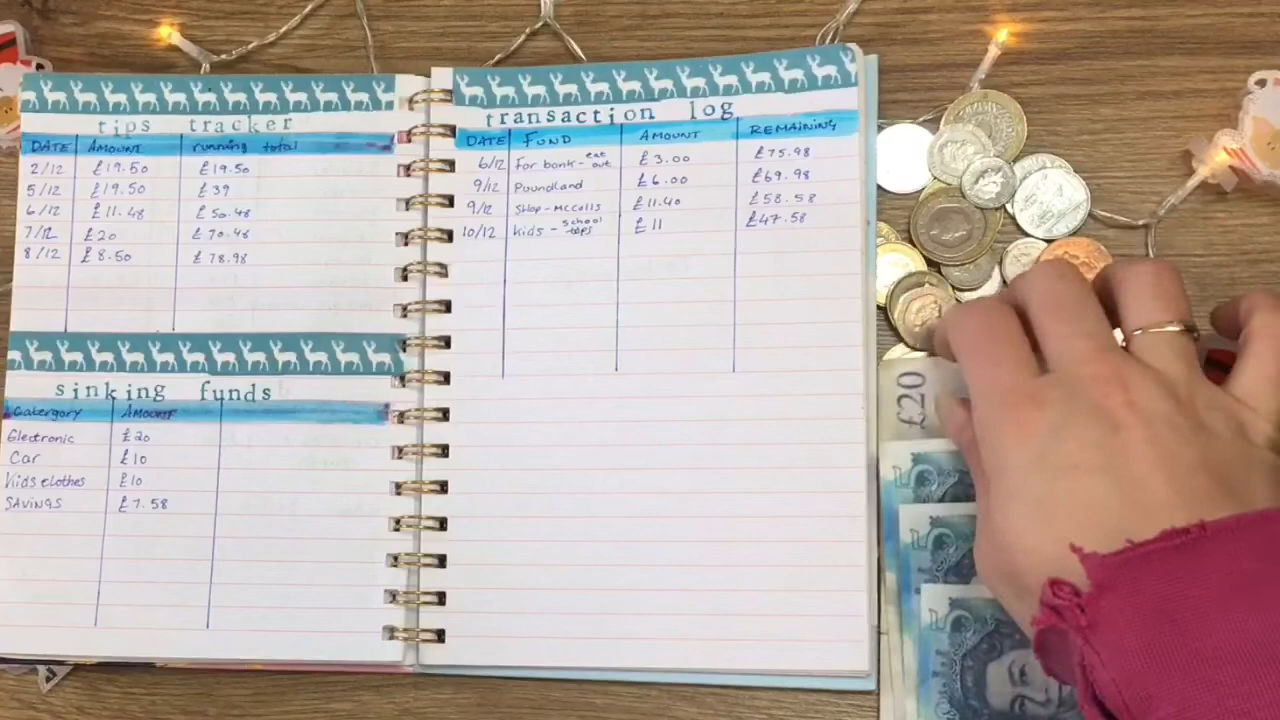 tips tracker
DATE AMOUNT running total
2/12 £19.50 £19.50
5/12 £19.50 £39
6/12 £11.48 £50.48
7/12 £20 £70.48
8/12 £8.50 £78.98
sinking funds
Catergory AMOUNT
Electronic £20
Car £10
Kids clothes £10
SAVINGS £7.58
transaction log
DATE FUND AMOUNT REMAINING
6/12 For bank - eat out £3.00 £75.98
9/12 Poundland £6.00 £69.98
9/12 Shop - McColls £11.40 £58.58
10/12 Kids - school £11 £47.58
£20
5
5
5